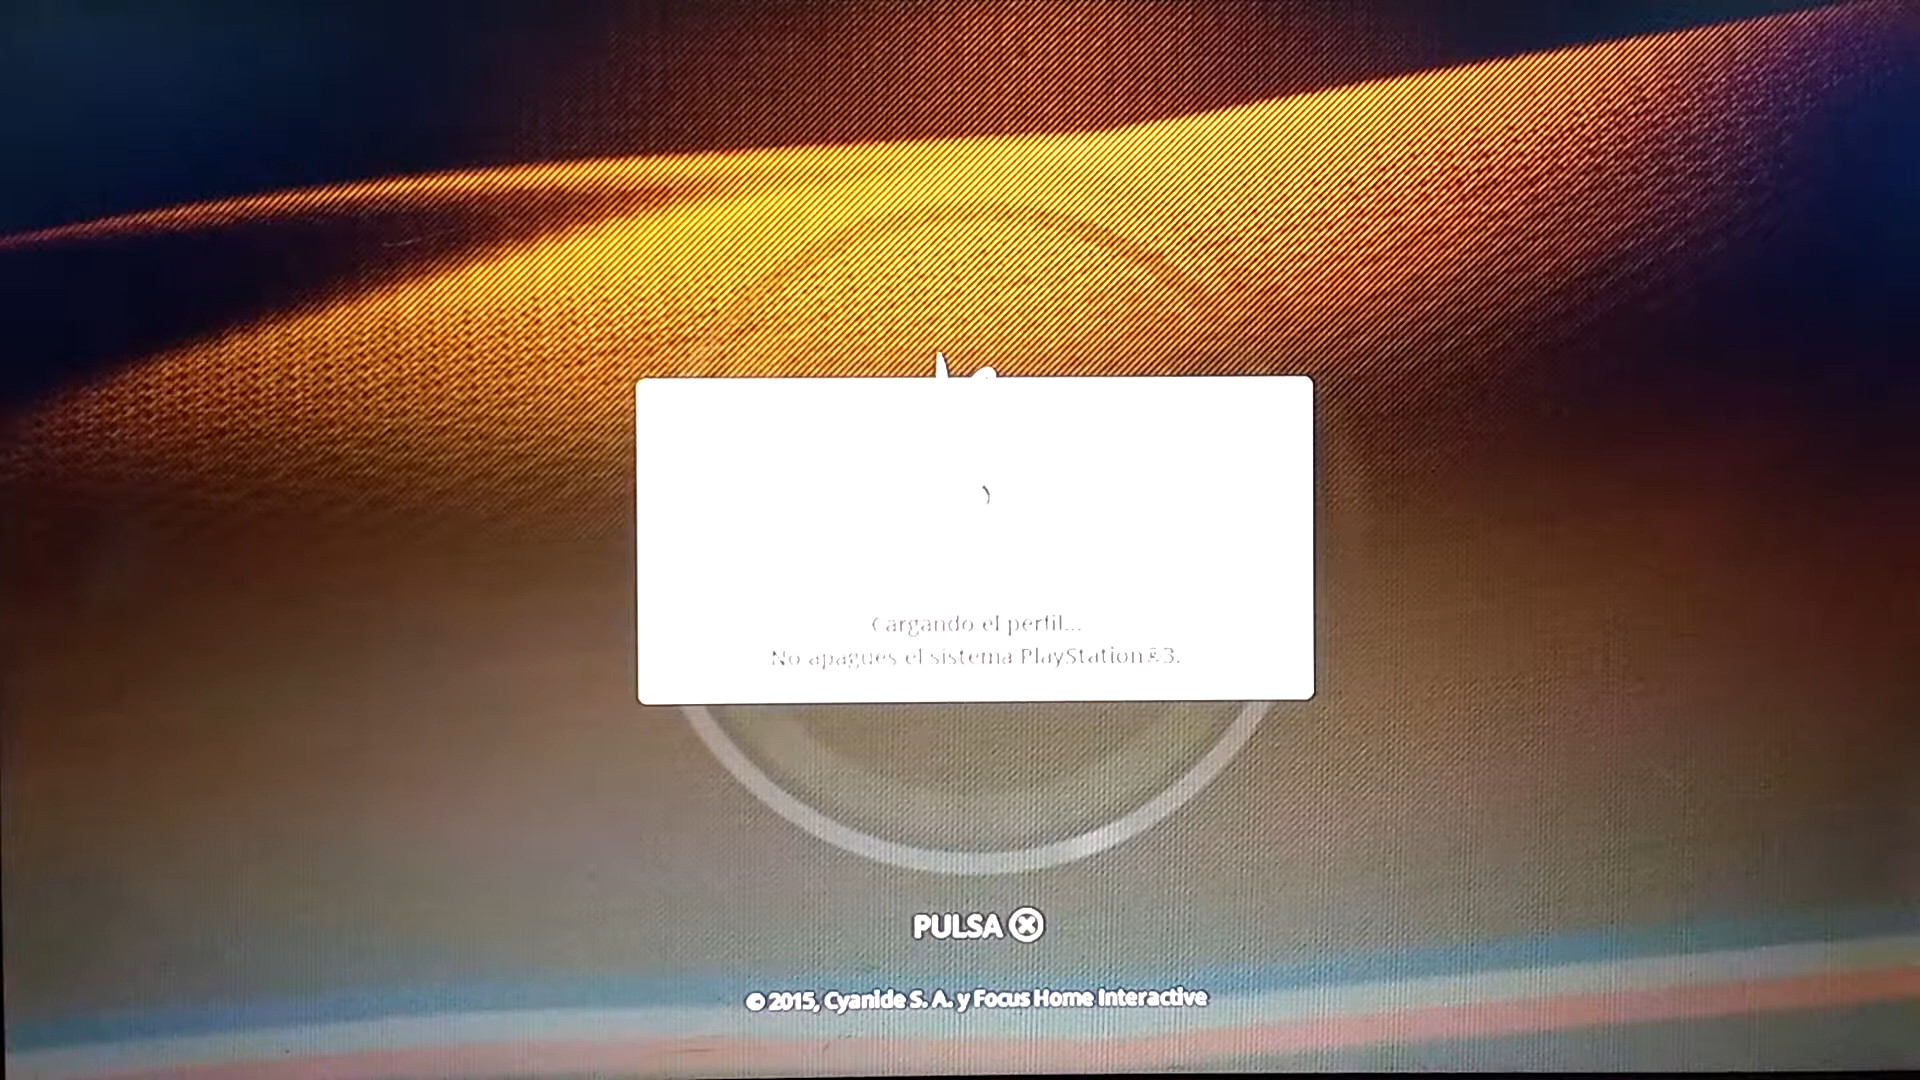 Cargando el perfil...
No apagues el sistema PlayStation®3.
PULSA ⊗
© 2015, Cyanide S. A. y Focus Home Interactive